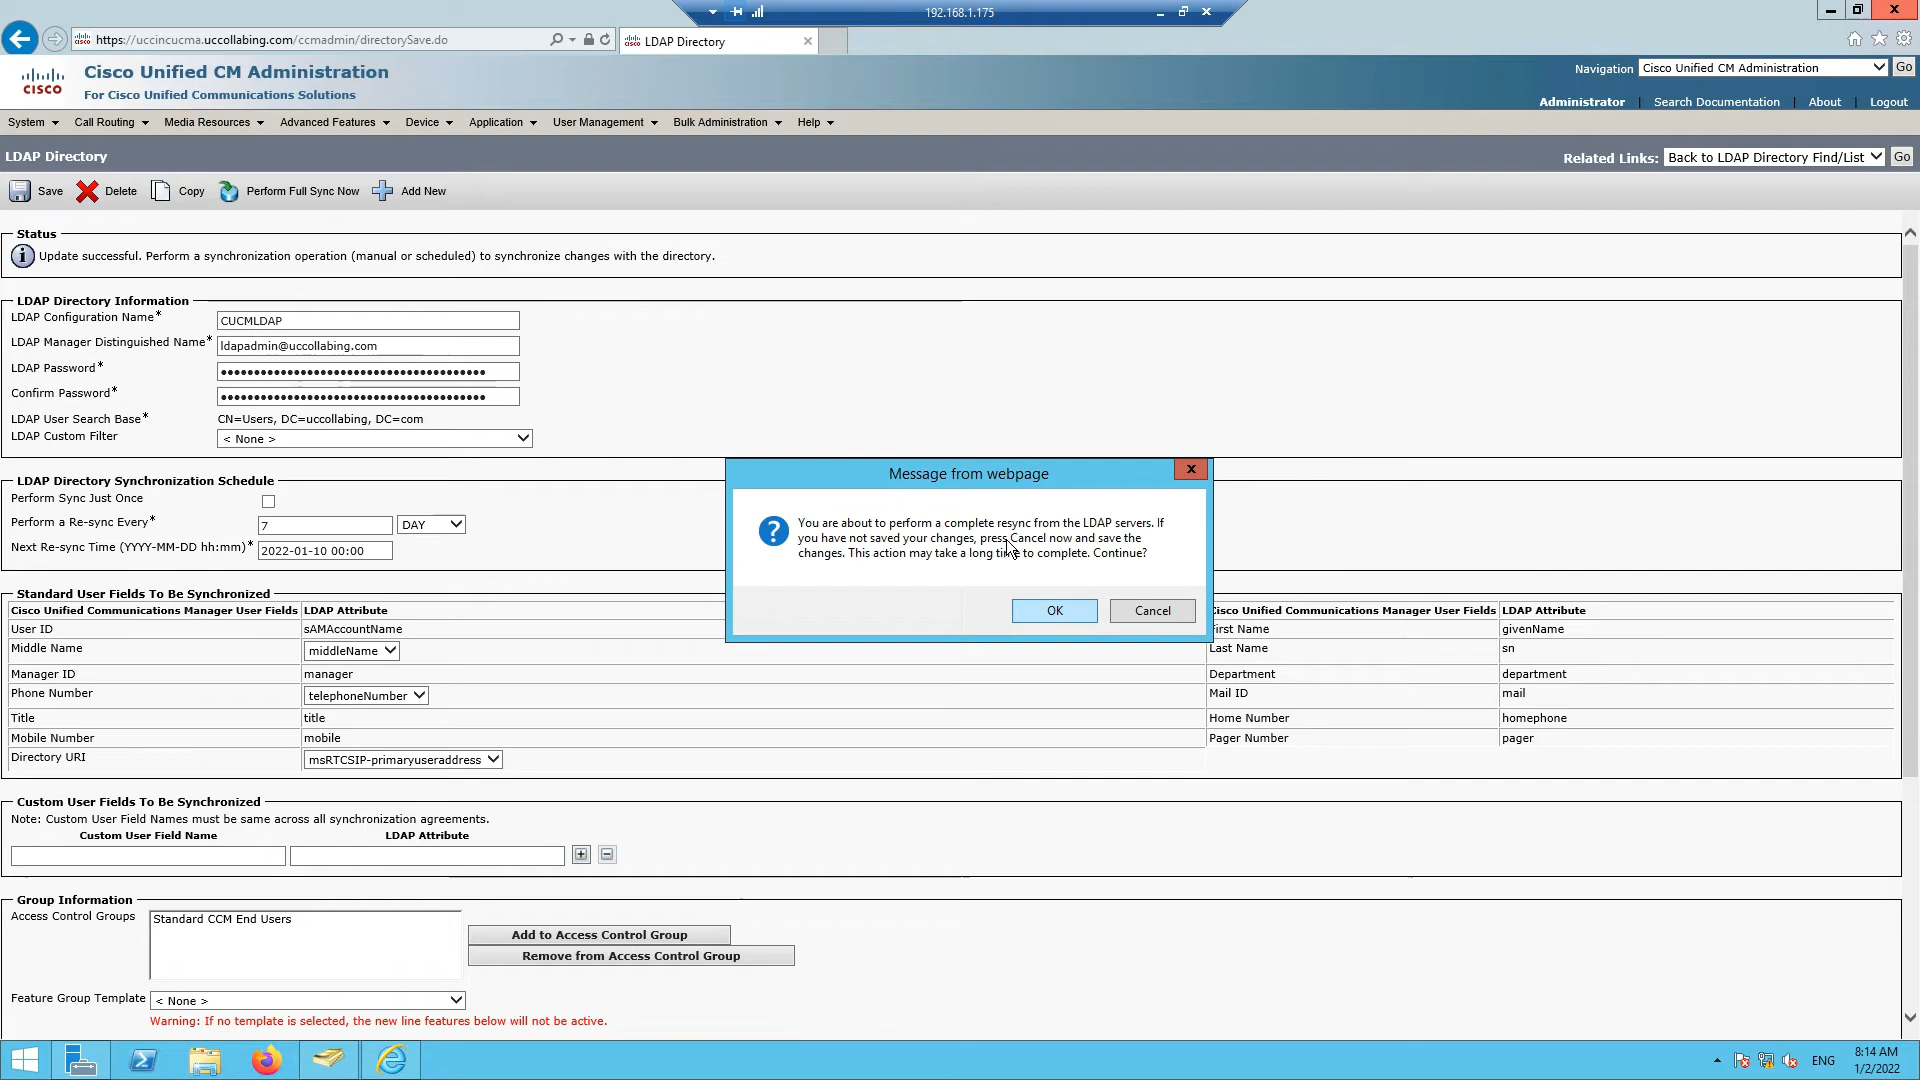 192.168.1.175
https://uccincucma.uccollabing.com/ccmadmin/directorySave.do
LDAP Directory
CISCO
Cisco Unified CM Administration
For Cisco Unified Communications Solutions
Navigation Cisco Unified CM Administration Go
Administrator | Search Documentation | About | Logout
System Call Routing Media Resources Advanced Features Device Application User Management Bulk Administration Help
LDAP Directory
Related Links: Back to LDAP Directory Find/List Go
Save Delete Copy Perform Full Sync Now Add New
Status
Update successful. Perform a synchronization operation (manual or scheduled) to synchronize changes with the directory.
LDAP Directory Information
LDAP Configuration Name* CUCMLDAP
LDAP Manager Distinguished Name* ldapadmin@uccollabing.com
LDAP Password*
Confirm Password*
LDAP User Search Base* CN=Users, DC=uccollabing, DC=com
LDAP Custom Filter < None >
LDAP Directory Synchronization Schedule
Perform Sync Just Once
Perform a Re-sync Every* 7 DAY
Next Re-sync Time (YYYY-MM-DD hh:mm)* 2022-01-10 00:00
Message from webpage
You are about to perform a complete resync from the LDAP servers. If
you have not saved your changes, press Cancel now and save the
changes. This action may take a long time to complete. Continue?
OK Cancel
Standard User Fields To Be Synchronized
Cisco Unified Communications Manager User Fields LDAP Attribute Cisco Unified Communications Manager User Fields LDAP Attribute
User ID sAMAccountName First Name givenName
Middle Name middleName Last Name sn
Manager ID manager Department department
Phone Number telephoneNumber Mail ID mail
Title title Home Number homephone
Mobile Number mobile Pager Number pager
Directory URI msRTCSIP-primaryuseraddress
Custom User Fields To Be Synchronized
Note: Custom User Field Names must be same across all synchronization agreements.
Custom User Field Name LDAP Attribute
Group Information
Access Control Groups Standard CCM End Users
Add to Access Control Group
Remove from Access Control Group
Feature Group Template < None >
Warning: If no template is selected, the new line features below will not be active.
ENG
8:14 AM
1/2/2022